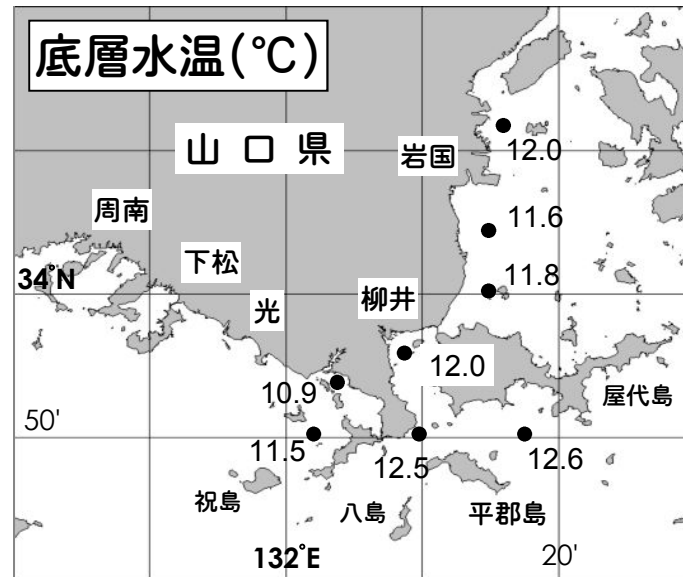 底層水温(℃)
山口県
岩国
12.0
周南
11.6
下松
11.8
34°N
光
柳井
12.0
10.9
屋代島
50'
11.5
12.5
12.6
祝島
八島
平郡島
132°E
20'